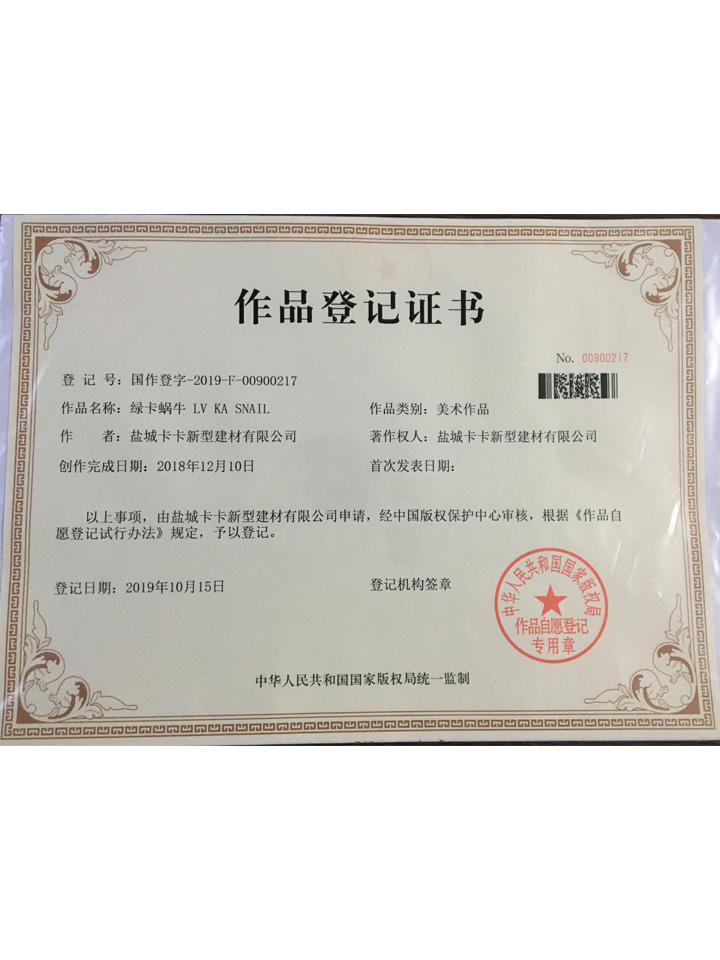 作品登记证书
No. 00900217
登 记 号：国作登字-2019-F-00900217
作品名称：绿卡蜗牛 LV KA SNAIL
作品类别：美术作品
作 者：盐城卡卡新型建材有限公司
著作权人：盐城卡卡新型建材有限公司
创作完成日期：2018年12月10日
首次发表日期：
以上事项，由盐城卡卡新型建材有限公司申请，经中国版权保护中心审核，根据《作品自
愿登记试行办法》规定，予以登记。
登记日期：2019年10月15日
登记机构签章
中华人民共和国国家版权局
作品自愿登记
专用章
中华人民共和国国家版权局统一监制